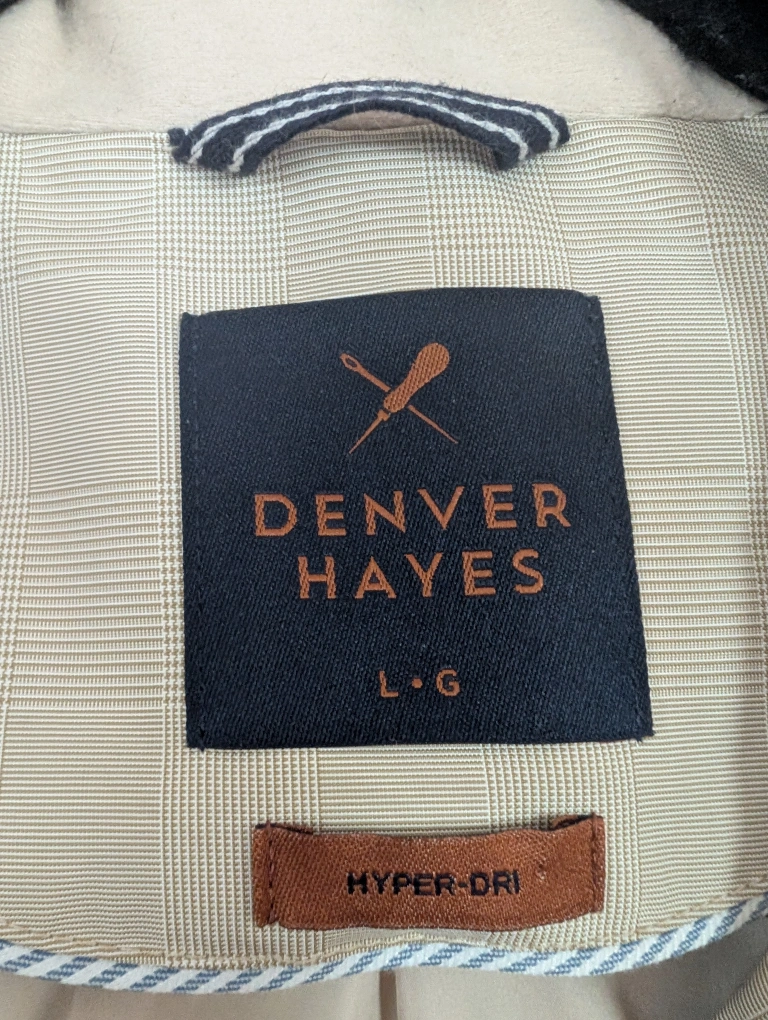 DENVER
HAYES
L•G
HYPER-DRI